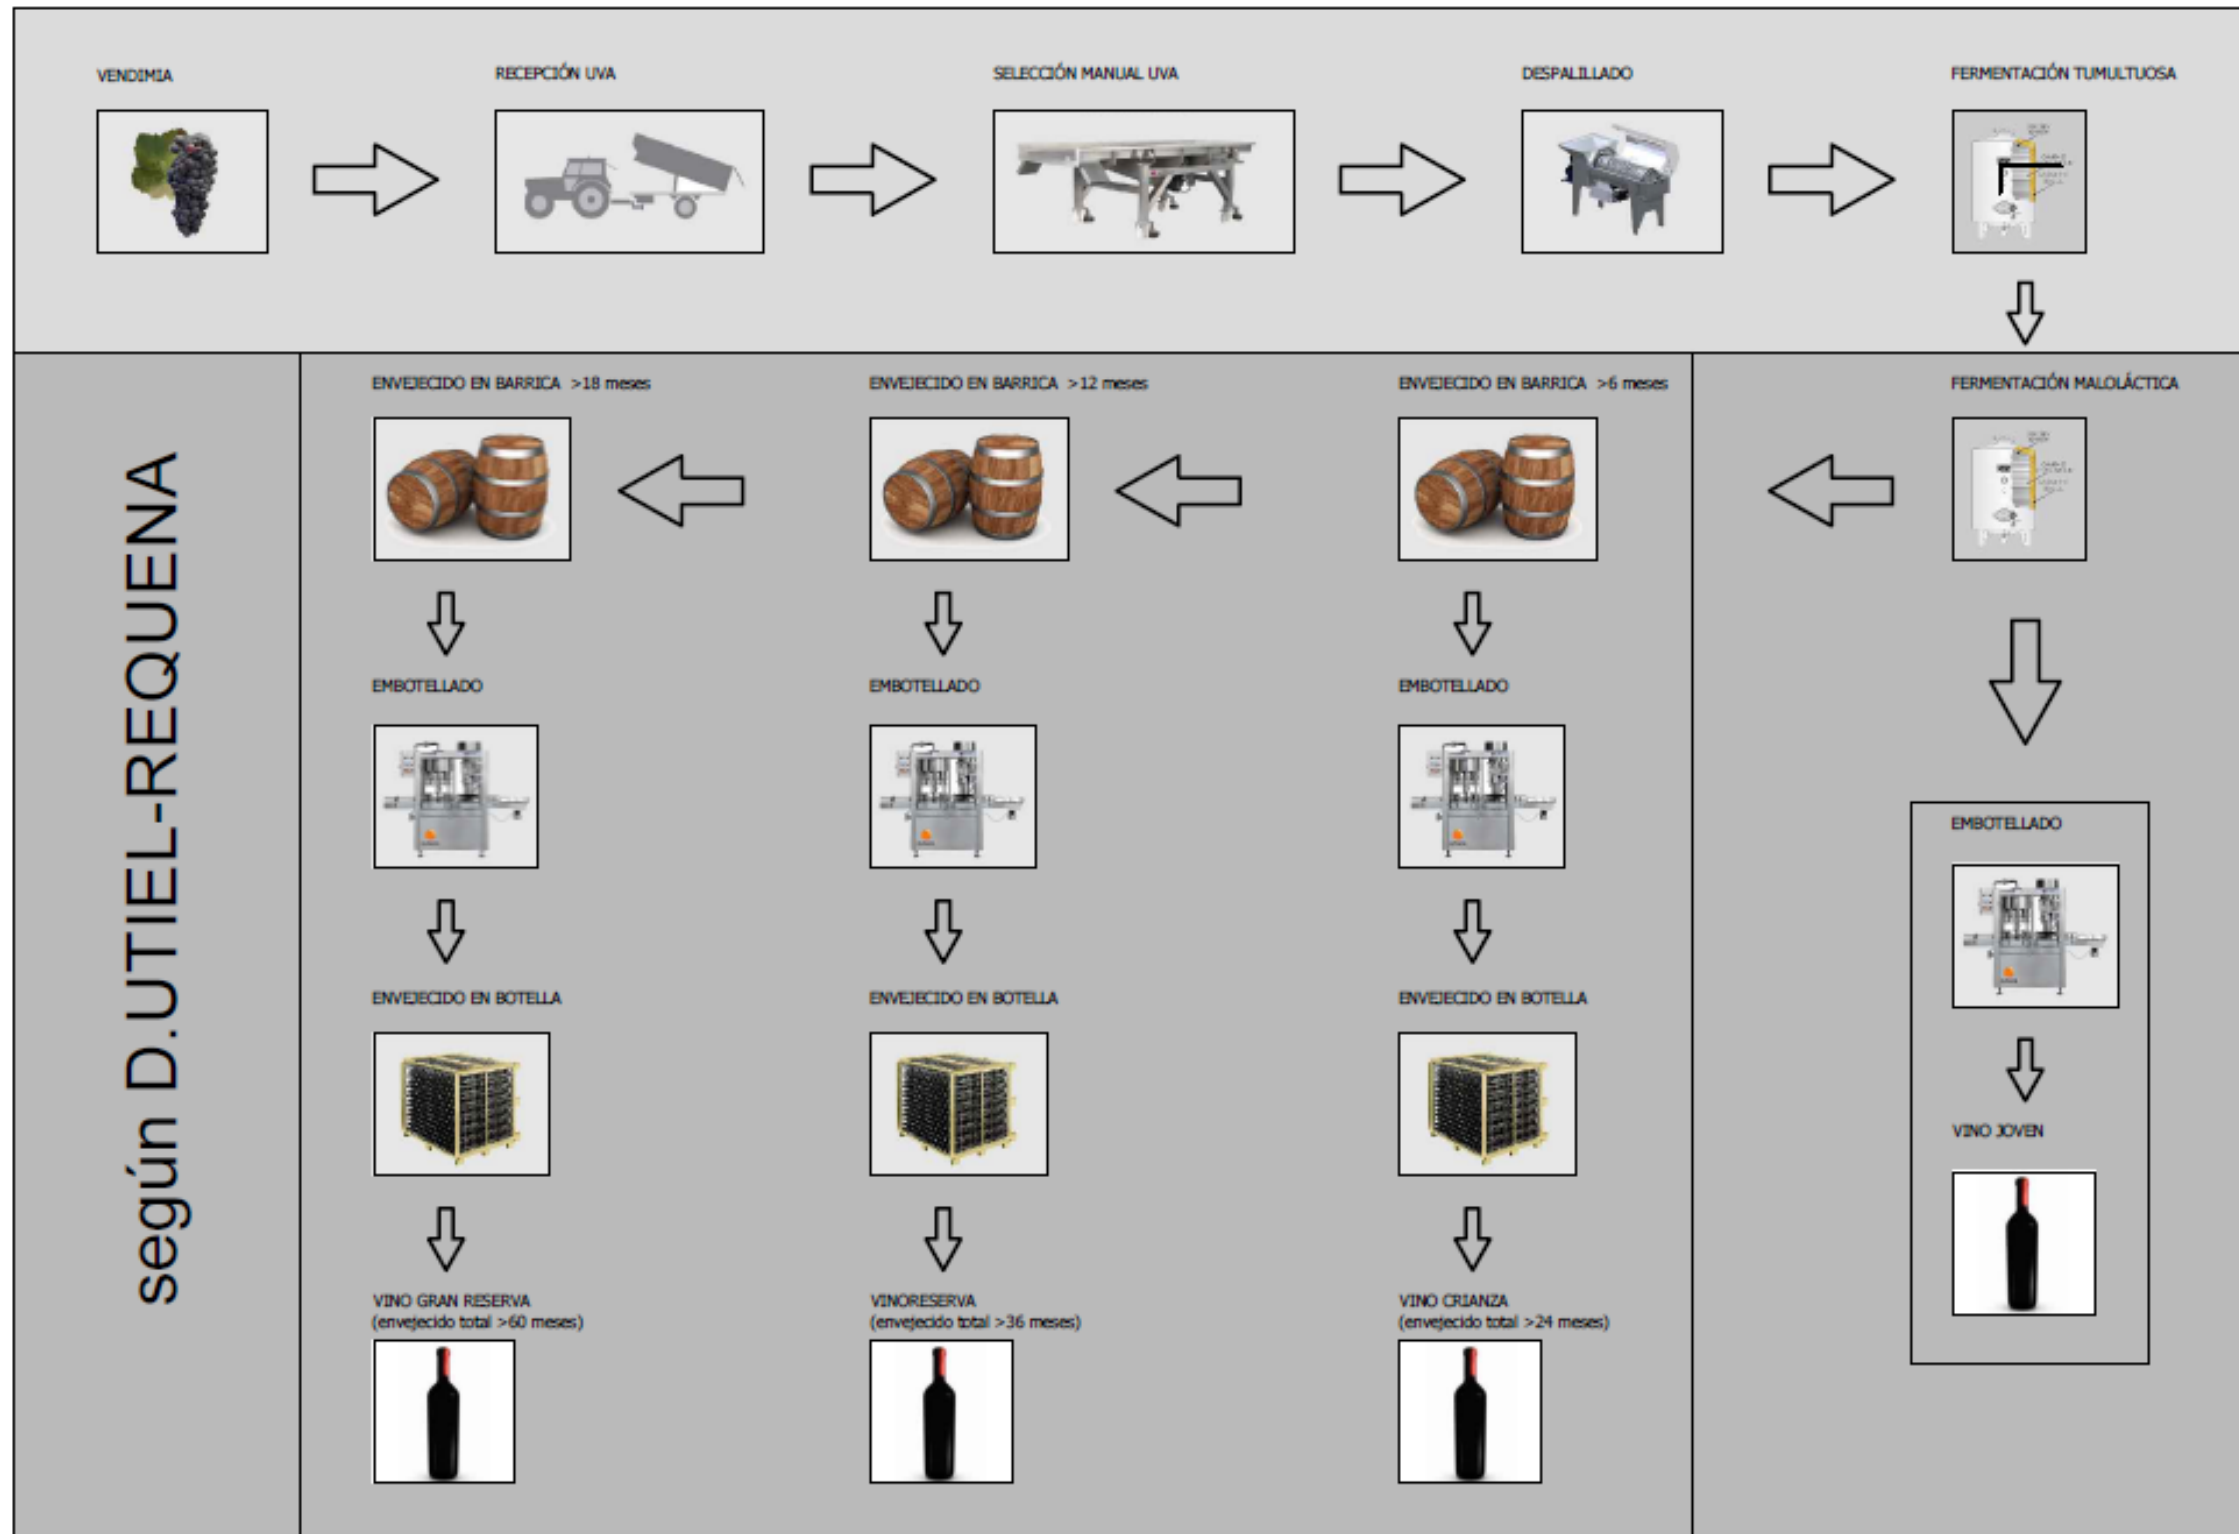 VENDIMIA
RECEPCIÓN UVA
SELECCIÓN MANUAL UVA
DESPALILLADO
FERMENTACIÓN TUMULTUOSA
según D.UTIEL-REQUENA
ENVEJECIDO EN BARRICA >18 meses
ENVEJECIDO EN BARRICA >12 meses
ENVEJECIDO EN BARRICA >6 meses
FERMENTACIÓN MALOLÁCTICA
EMBOTELLADO
EMBOTELLADO
EMBOTELLADO
EMBOTELLADO
ENVEJECIDO EN BOTELLA
ENVEJECIDO EN BOTELLA
ENVEJECIDO EN BOTELLA
VINO JOVEN
VINO GRAN RESERVA
(envejecido total >60 meses)
VINORESERVA
(envejecido total >36 meses)
VINO CRIANZA
(envejecido total >24 meses)